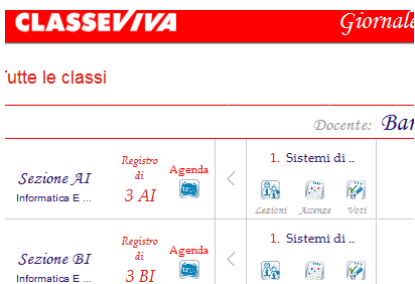 CLASSEVIVA Giornale
Tutte le classi
Docente: Bar
Sezione AI
Informatica E ...
Registro
di
3 AI
Agenda
1. Sistemi di ..
Lezioni Assenze Voti
Sezione BI
Informatica E ...
Registro
di
3 BI
Agenda
1. Sistemi di ..